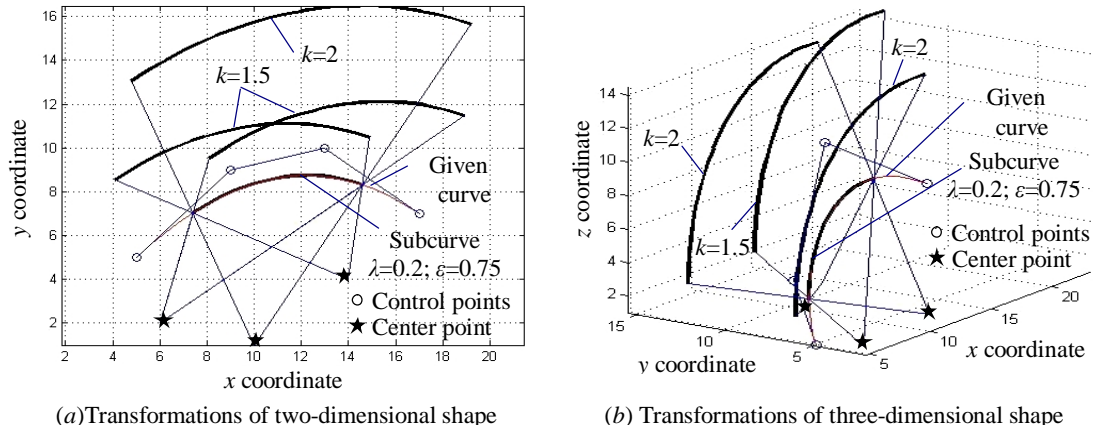 16
14
12
10
8
6
4
2
y coordinate
2 4 6 8 10 12 14 16 18 20
x coordinate
k=2
k=1.5
Given
curve
Subcurve
λ=0.2; ε=0.75
Control points
Center point
(a)Transformations of two-dimensional shape
14
12
10
8
6
4
2
z coordinate
15 10 5
y coordinate
5 10 15 20
x coordinate
k=2
k=2
k=1.5
Given
curve
Subcurve
λ=0.2; ε=0.75
Control points
Center point
(b) Transformations of three-dimensional shape